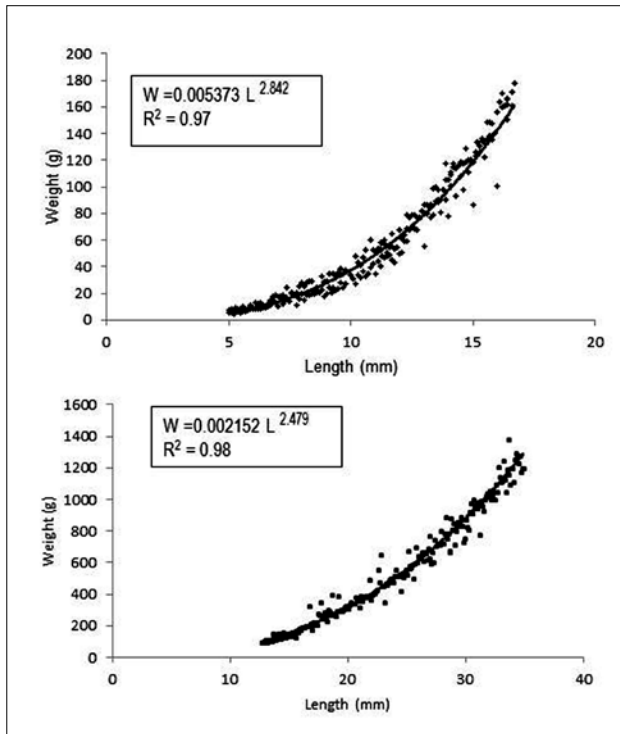 200
180
160
140
120
100
80
60
40
20
0
Weight (g)
W =0.005373 L 2.842
R2 = 0.97
0 5 10 15 20
Length (mm)
1600
1400
1200
1000
800
600
400
200
0
Weight (g)
W =0.002152 L 2.479
R2 = 0.98
0 10 20 30 40
Length (mm)